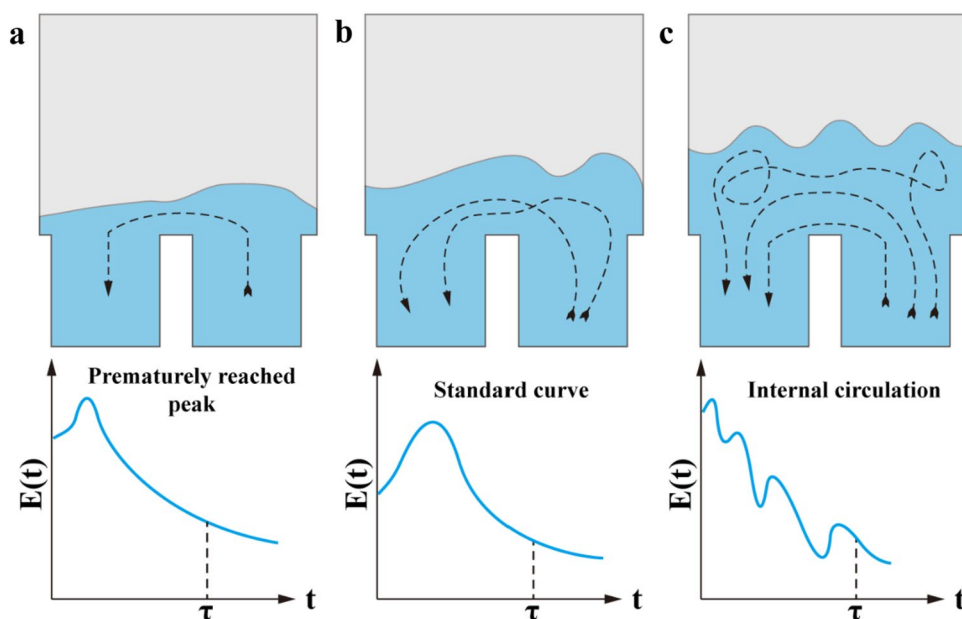 a
b
c
Prematurely reached
peak
E(t)
τ
t
Standard curve
E(t)
τ
t
Internal circulation
E(t)
τ
t